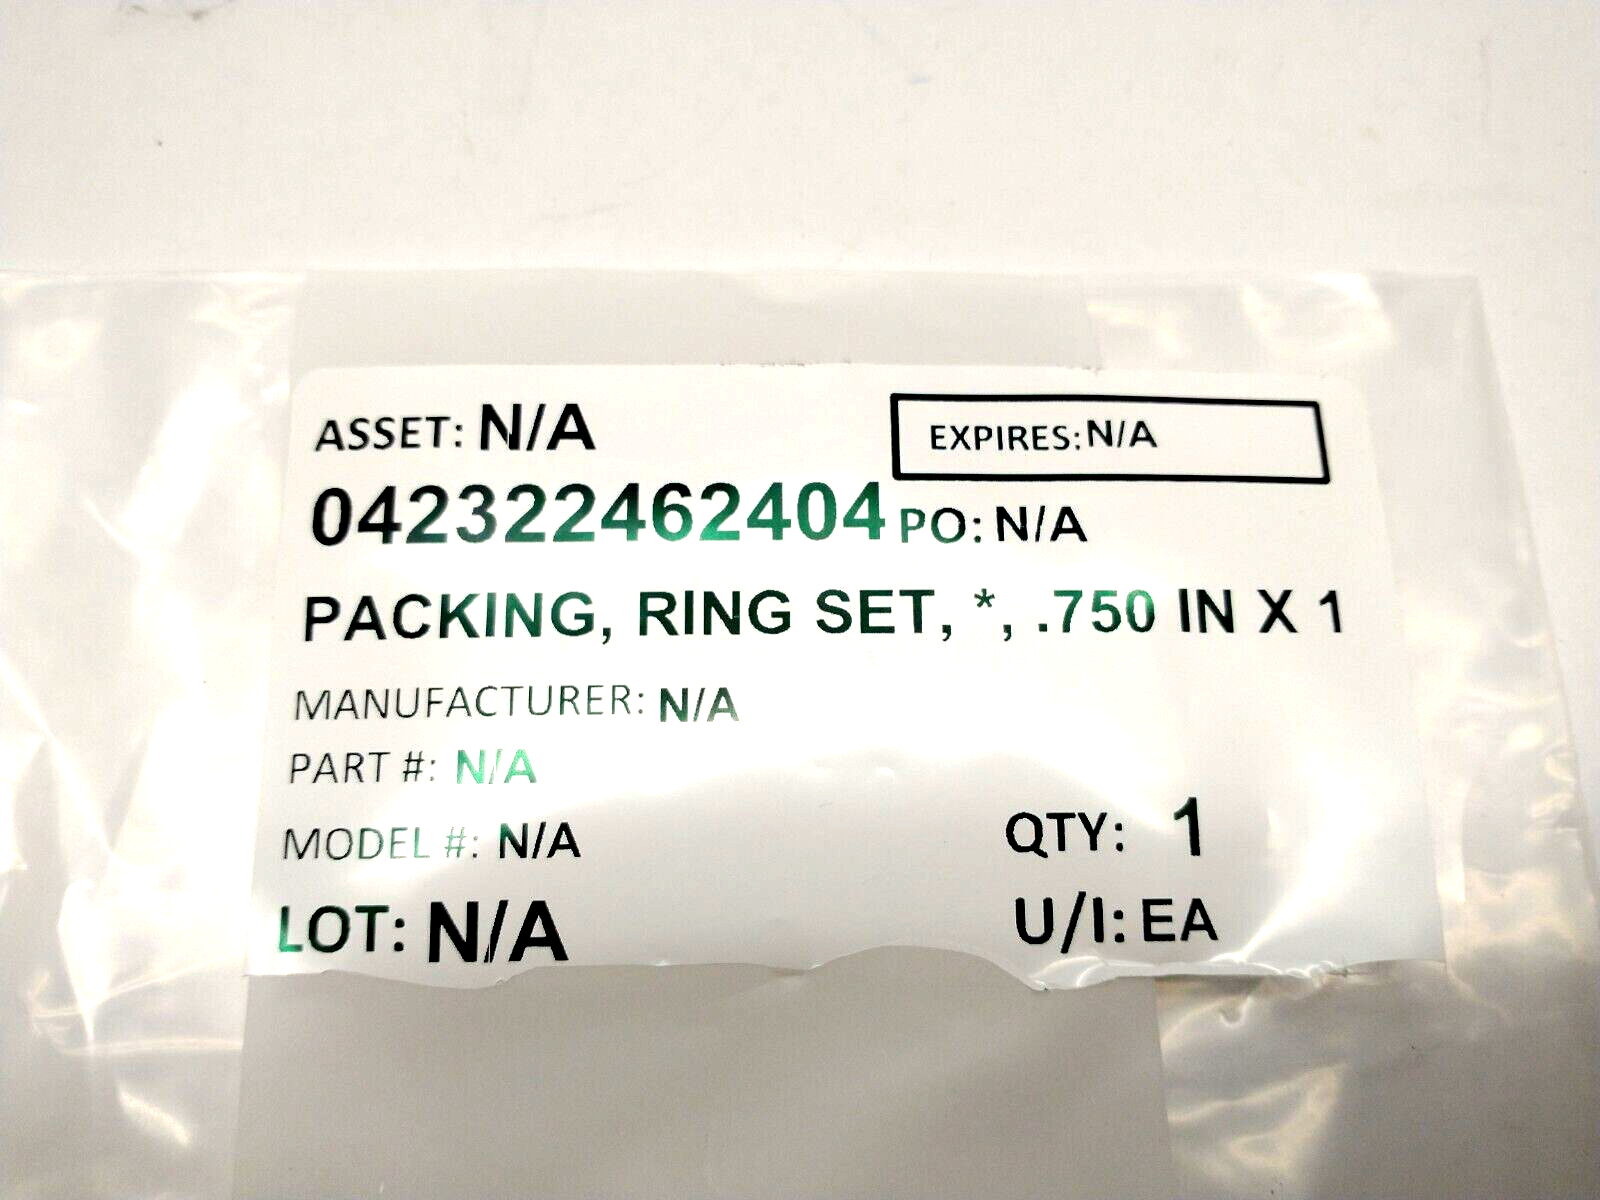 ASSET: N/A
EXPIRES: N/A
042322462404 PO: N/A
PACKING, RING SET, *, .750 IN X 1
MANUFACTURER: N/A
PART #: N/A
MODEL #: N/A
QTY: 1
LOT: N/A
U/I: EA